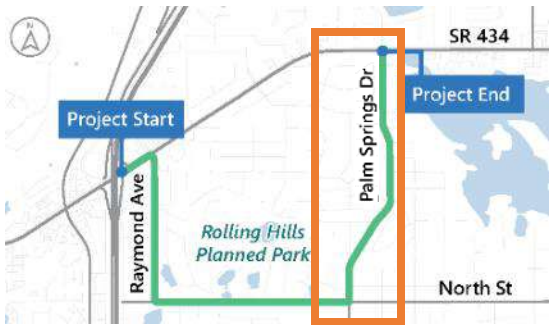 SR 434
Project End
Project Start
Palm Springs Dr
Raymond Ave
Rolling Hills
Planned Park
North St